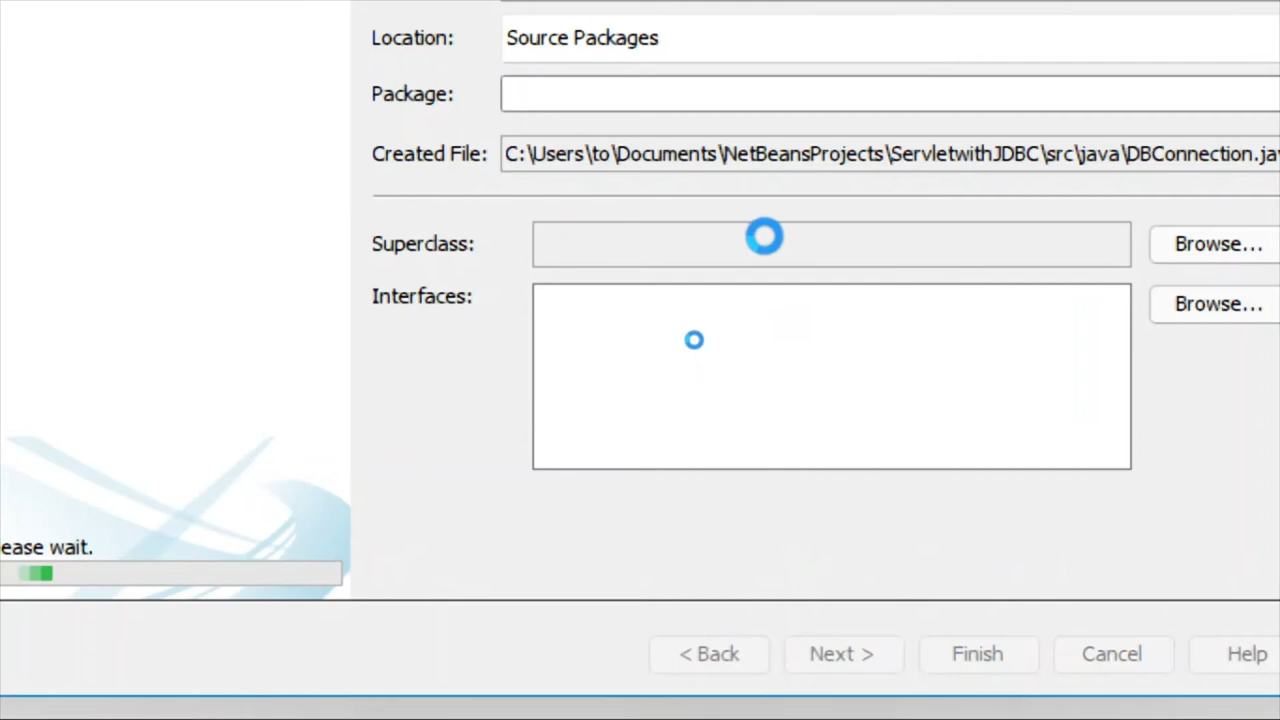 Location: Source Packages
Package:
Created File: C:\Users\to\Documents\NetBeansProjects\ServletwithJDBC\src\java\DBConnection.ja
Superclass: Browse...
Interfaces: Browse...
ease wait.
< Back Next > Finish Cancel Help